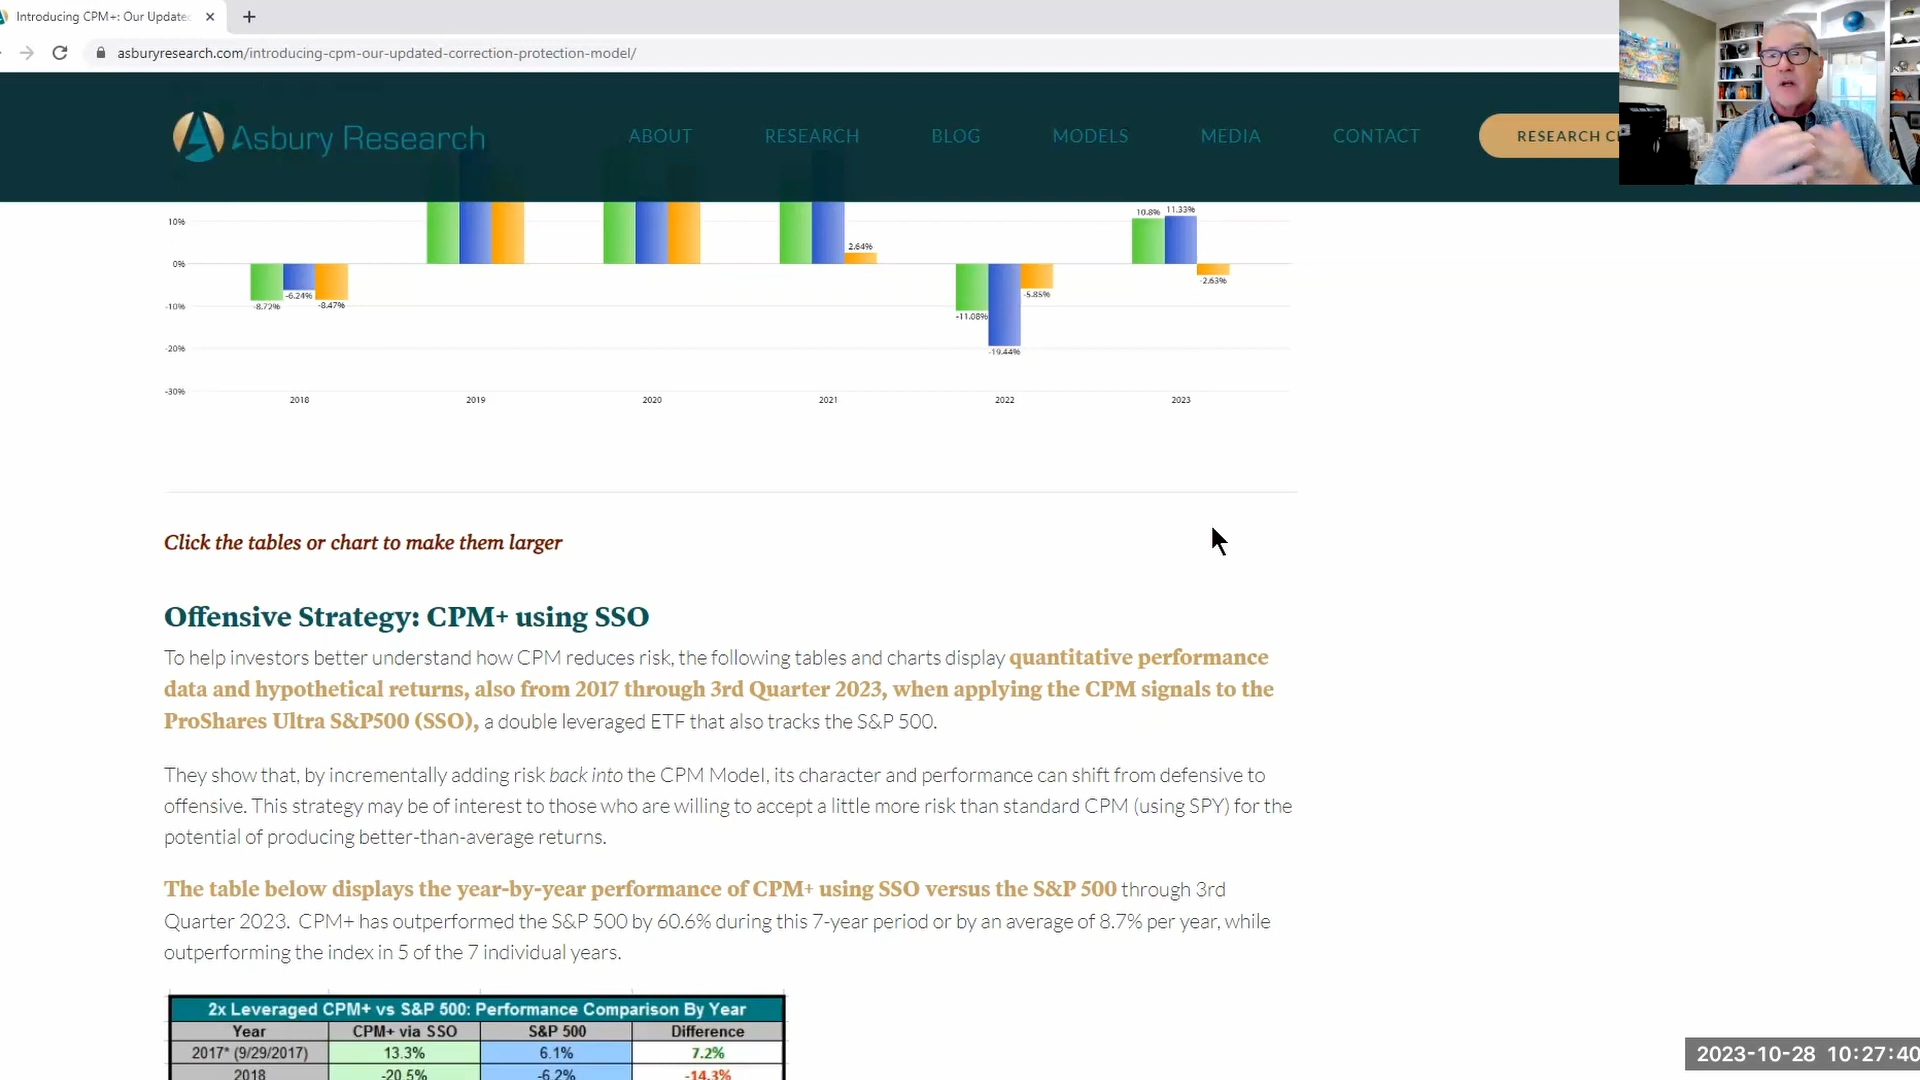 Introducing CPM+: Our Updated
asburyresearch.com/introducing-cpm-our-updated-correction-protection-model/
Asbury Research
ABOUT
RESEARCH
BLOG
MODELS
MEDIA
CONTACT
RESEARCH
10%
0%
-10%
-20%
-30%
-8.72%
-6.24%
-8.47%
2.64%
-11.08%
-19.44%
-5.85%
10.8%
11.33%
-2.63%
2018
2019
2020
2021
2022
2023
Click the tables or chart to make them larger
Offensive Strategy: CPM+ using SSO
To help investors better understand how CPM reduces risk, the following tables and charts display quantitative performance
data and hypothetical returns, also from 2017 through 3rd Quarter 2023, when applying the CPM signals to the
ProShares Ultra S&P500 (SSO), a double leveraged ETF that also tracks the S&P 500.
They show that, by incrementally adding risk back into the CPM Model, its character and performance can shift from defensive to
offensive. This strategy may be of interest to those who are willing to accept a little more risk than standard CPM (using SPY) for the
potential of producing better-than-average returns.
The table below displays the year-by-year performance of CPM+ using SSO versus the S&P 500 through 3rd
Quarter 2023. CPM+ has outperformed the S&P 500 by 60.6% during this 7-year period or by an average of 8.7% per year, while
outperforming the index in 5 of the 7 individual years.
2x Leveraged CPM+ vs S&P 500: Performance Comparison By Year
Year CPM+ via SSO S&P 500 Difference
2017* (9/29/2017) 13.3% 6.1% 7.2%
2018 -20.5% -6.2% -14.3%
2023-10-28 10:27:40